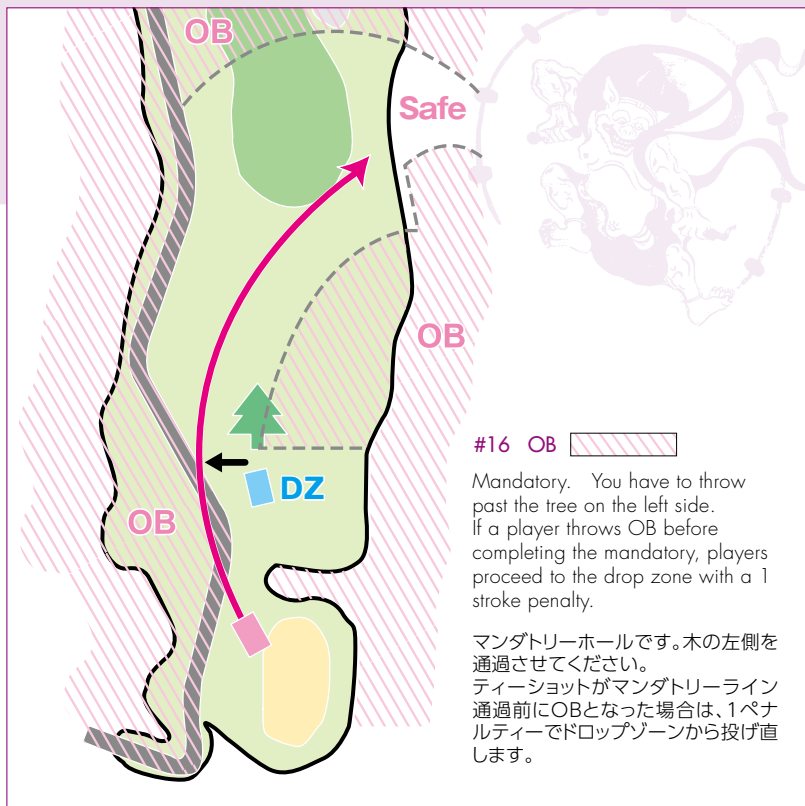 OB
Safe
OB
OB
DZ
#16 OB
Mandatory. You have to throw
past the tree on the left side.
If a player throws OB before
completing the mandatory, players
proceed to the drop zone with a 1
stroke penalty.
マンダトリーホールです。木の左側を
通過させてください。
ティーショットがマンダトリーライン
通過前にOBとなった場合は、1ペナ
ルティーでドロップゾーンから投げ直
します。